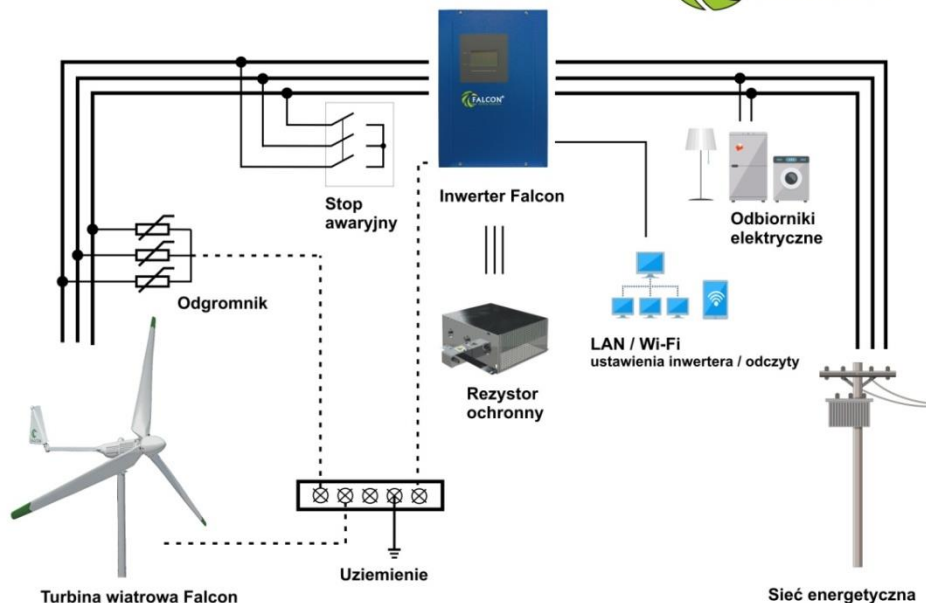 FALCON®
Stop
awaryjny
Inwerter Falcon
Odbiorniki
elektryczne
Odgromnik
LAN / Wi-Fi
ustawienia inwertera / odczyty
Rezystor
ochronny
Uziemienie
Turbina wiatrowa Falcon
Sieć energetyczna